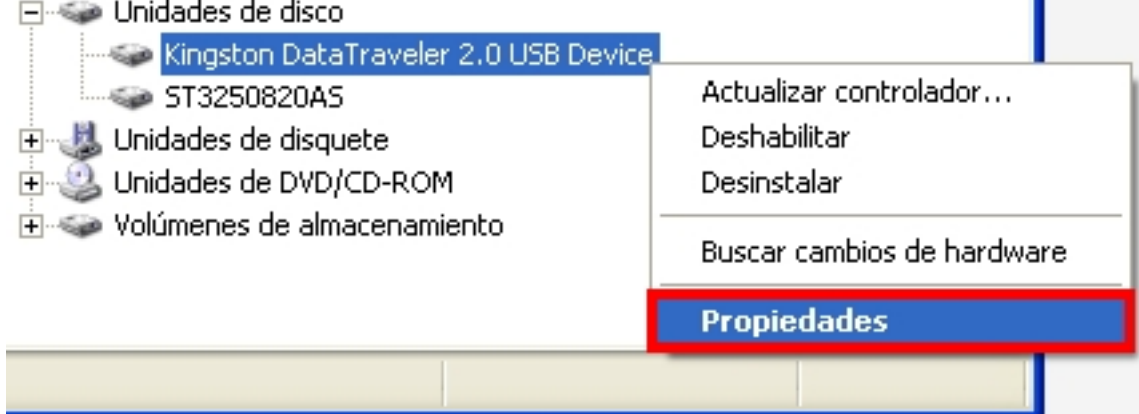 Unidades de disco
Kingston DataTraveler 2.0 USB Device
ST3250820AS
Unidades de disquete
Unidades de DVD/CD-ROM
Volúmenes de almacenamiento
Actualizar controlador...
Deshabilitar
Desinstalar
Buscar cambios de hardware
Propiedades